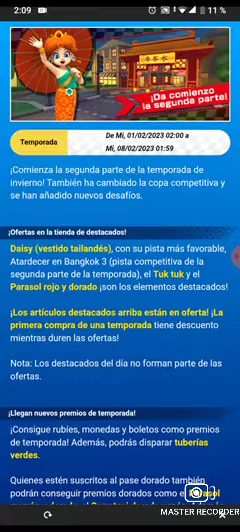 2:09
11 %
牛车水
¡Da comienzo
la segunda parte!
Temporada
De Mi, 01/02/2023 02:00 a
Mi, 08/02/2023 01:59
¡Comienza la segunda parte de la temporada de
invierno! También ha cambiado la copa competitiva y
se han añadido nuevos desafíos.
¡Ofertas en la tienda de destacados!
Daisy (vestido tailandés), con su pista más favorable,
Atardecer en Bangkok 3 (pista competitiva de la
segunda parte de la temporada), el Tuk tuk y el
Parasol rojo y dorado ¡son los elementos destacados!
¡Los artículos destacados arriba están en oferta! ¡La
primera compra de una temporada tiene descuento
mientras duren las ofertas!
Nota: Los destacados del día no forman parte de las
ofertas.
¡Llegan nuevos premios de temporada!
¡Consigue rubíes, monedas y boletos como premios
de temporada! Además, podrás disparar tuberías
verdes.
Quienes estén suscritos al pase dorado también
podrán conseguir premios dorados como el Parasol
MASTER RECORDER